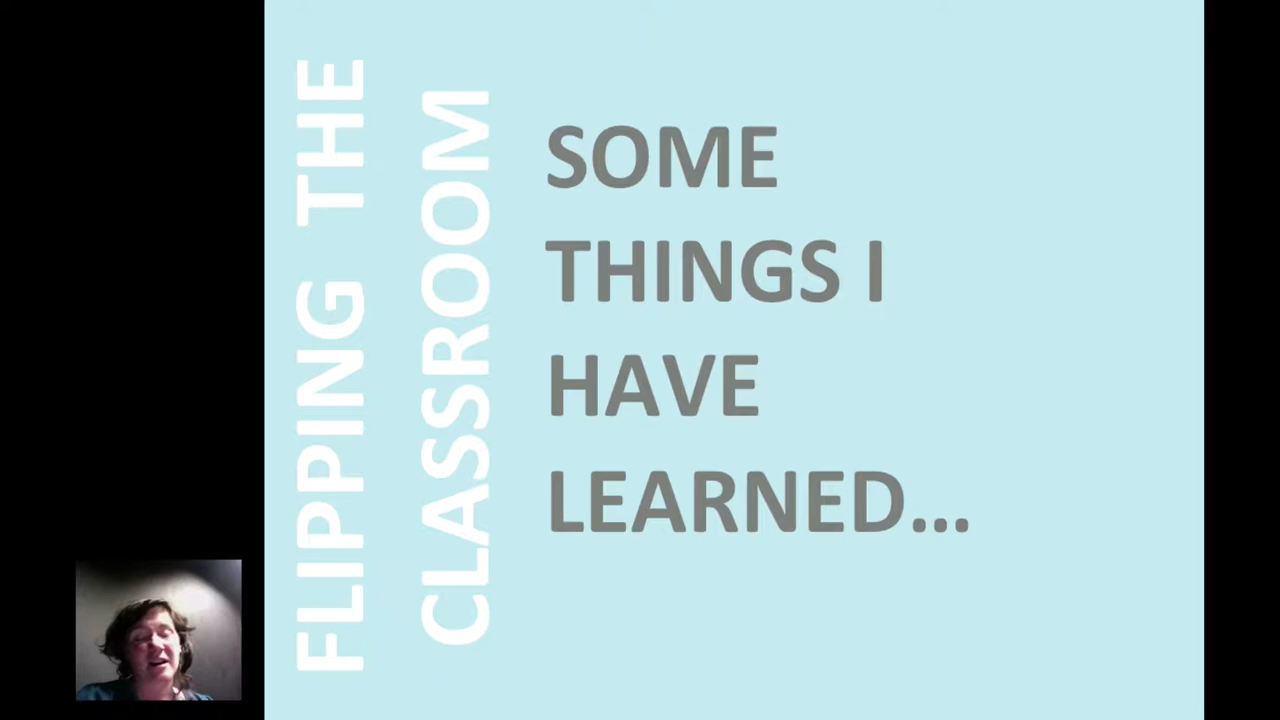 FLIPPING THE
CLASSROOM
SOME
THINGS I
HAVE
LEARNED...